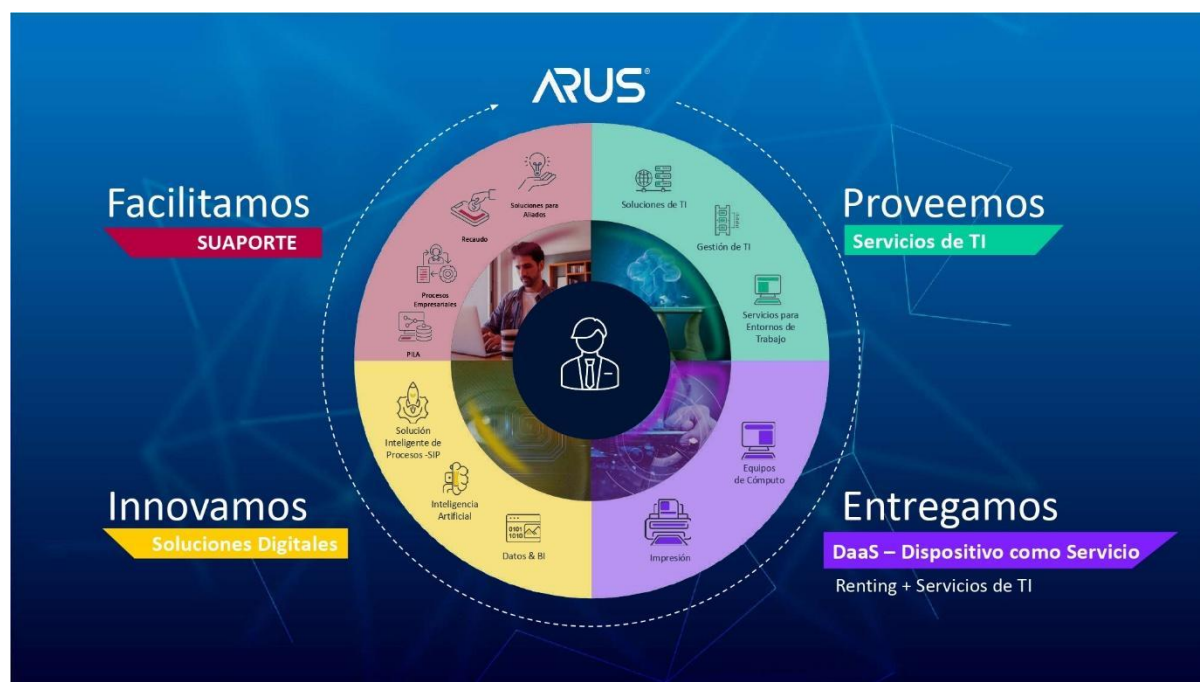 ARUS®
Facilitamos
SUAPORTE
Soluciones para
Aliados
Recaudo
Procesos
Empresariales
PILA
Proveemos
Servicios de TI
Soluciones de TI
Gestión de TI
Servicios para
Entornos de
Trabajo
Innovamos
Soluciones Digitales
Solución
Inteligente de
Procesos -SIP
Inteligencia
Artificial
0101
1010
Datos & BI
Entregamos
DaaS – Dispositivo como Servicio
Renting + Servicios de TI
Equipos
de Cómputo
Impresión